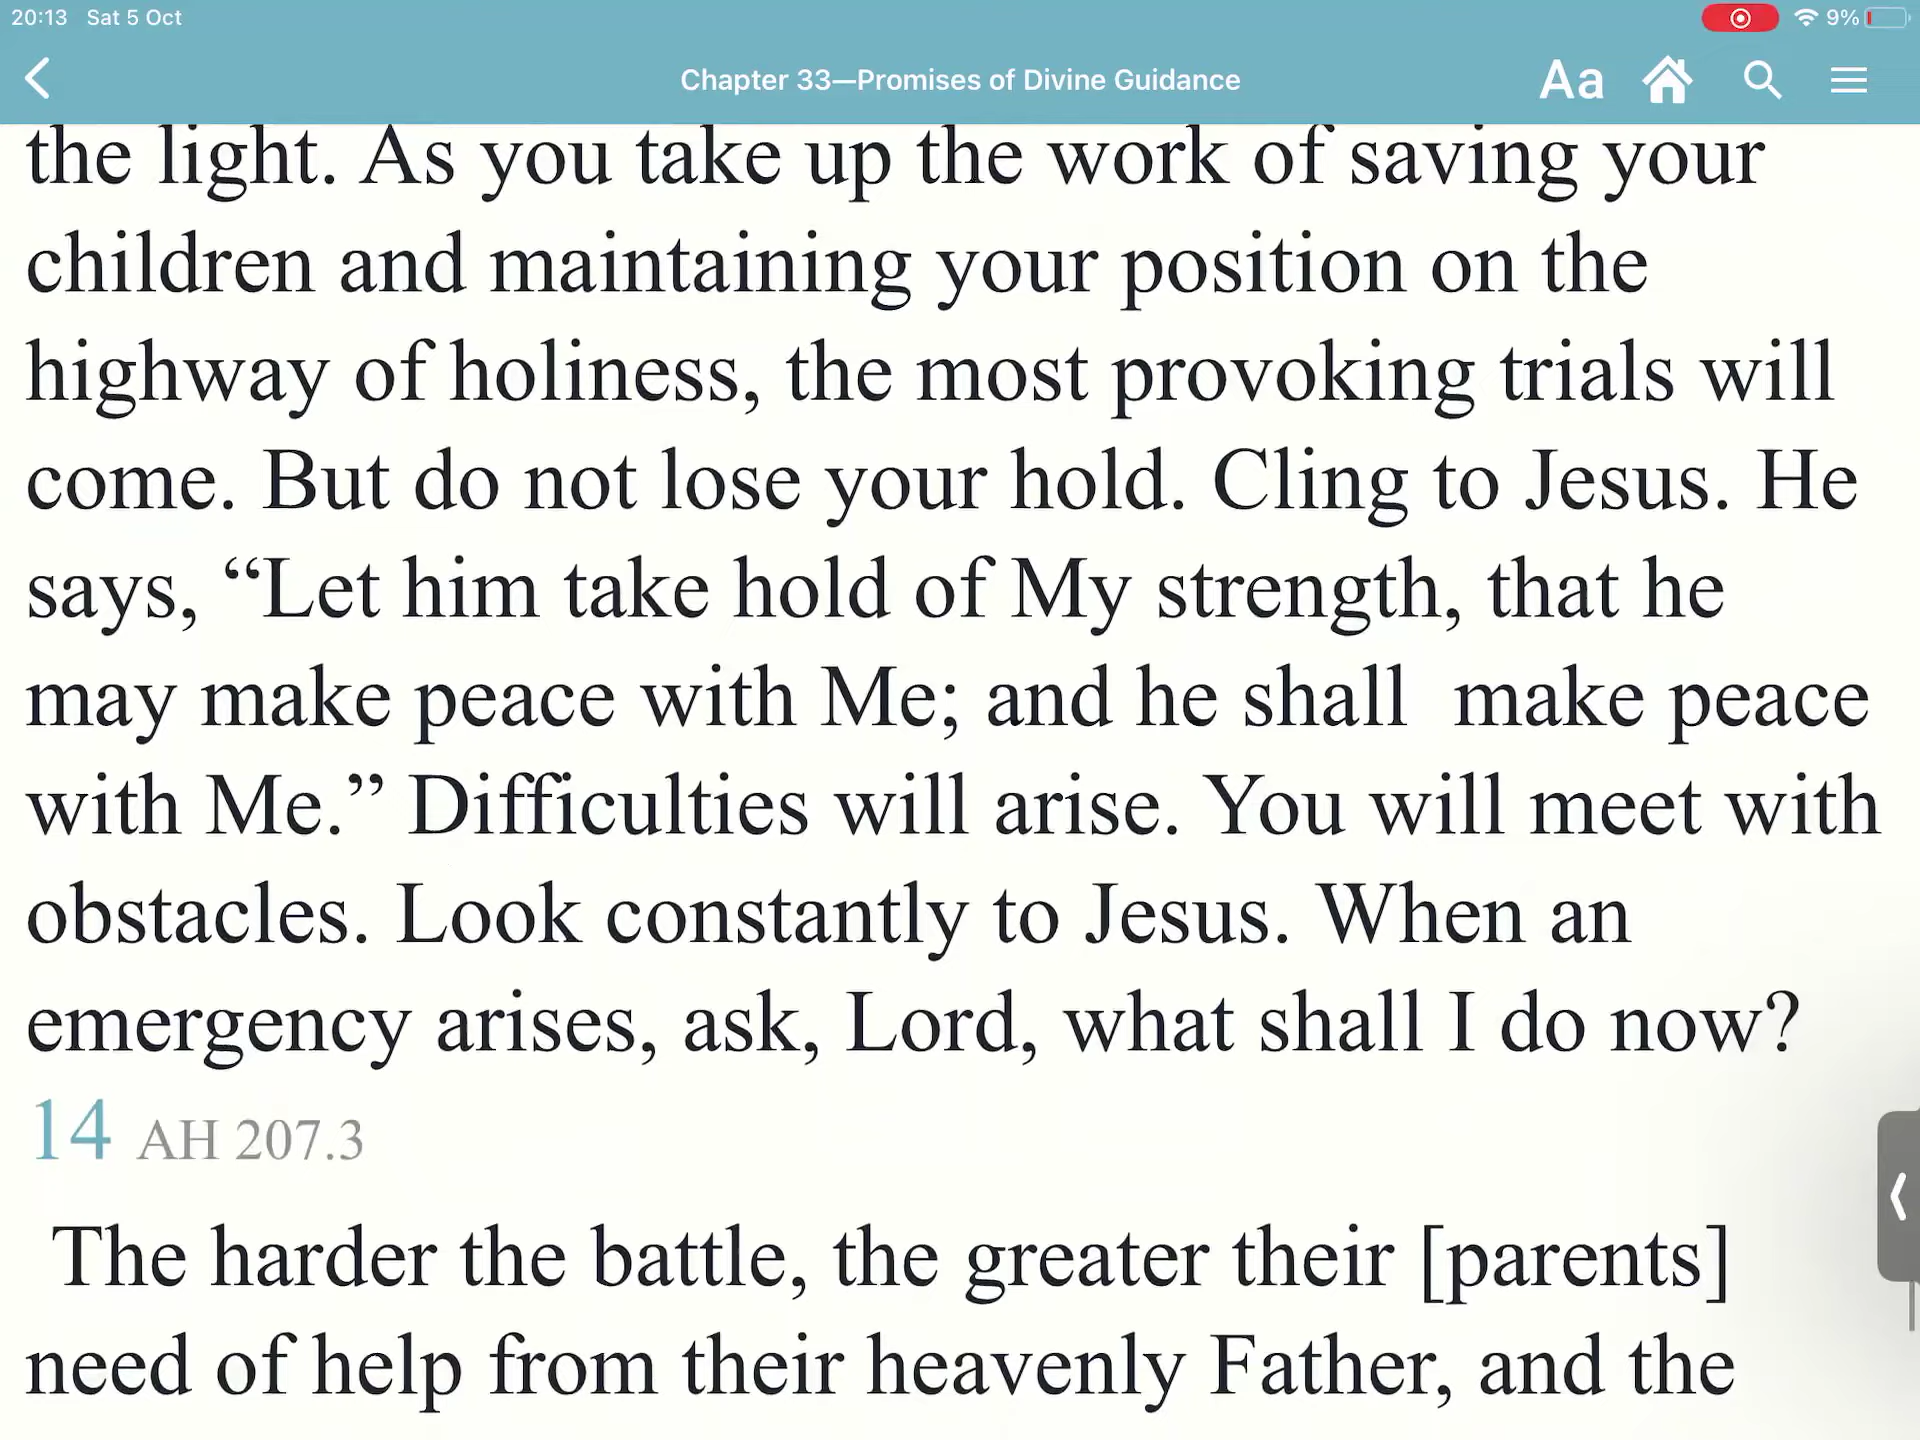 20:13 Sat 5 Oct
9%
Chapter 33—Promises of Divine Guidance
Aa
the light. As you take up the work of saving your
children and maintaining your position on the
highway of holiness, the most provoking trials will
come. But do not lose your hold. Cling to Jesus. He
says, “Let him take hold of My strength, that he
may make peace with Me; and he shall  make peace
with Me.” Difficulties will arise. You will meet with
obstacles. Look constantly to Jesus. When an
emergency arises, ask, Lord, what shall I do now?
14 AH 207.3
The harder the battle, the greater their [parents]
need of help from their heavenly Father, and the